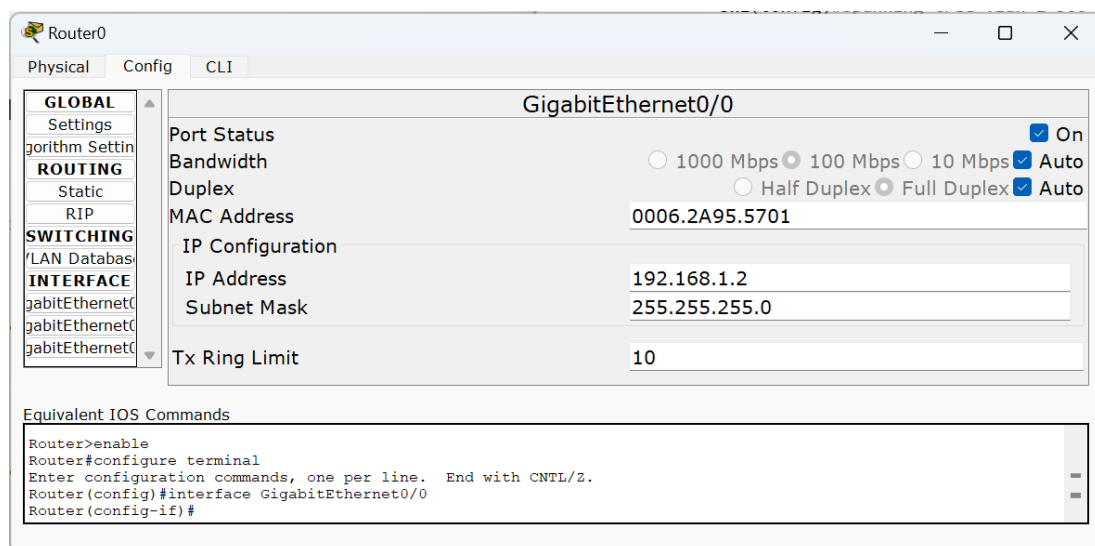 Router0
Physical Config CLI
GLOBAL
Settings
gorithm Settin
ROUTING
Static
RIP
SWITCHING
VLAN Databas
INTERFACE
gabitEthernet0
gabitEthernet0
gabitEthernet0
GigabitEthernet0/0
Port Status On
Bandwidth 1000 Mbps 100 Mbps 10 Mbps Auto
Duplex Half Duplex Full Duplex Auto
MAC Address 0006.2A95.5701
IP Configuration
IP Address 192.168.1.2
Subnet Mask 255.255.255.0
Tx Ring Limit 10
Equivalent IOS Commands
Router>enable
Router#configure terminal
Enter configuration commands, one per line. End with CNTL/Z.
Router(config)#interface GigabitEthernet0/0
Router(config-if)#